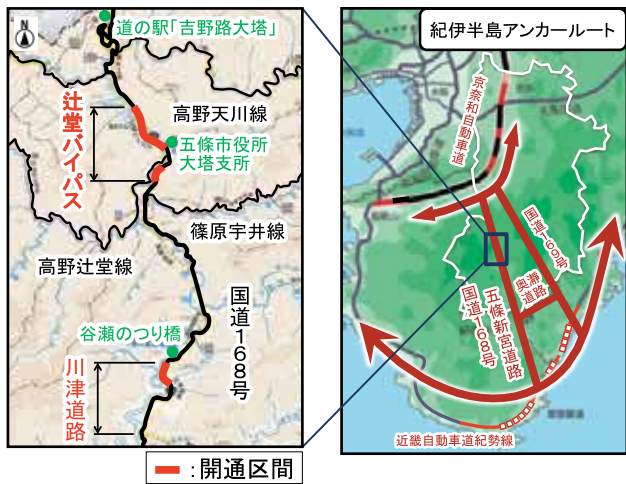 道の駅「吉野路大塔」
N
高野天川線
辻堂バイパス
五條市役所
大塔支所
篠原宇井線
高野辻堂線
国道168号
谷瀬のつり橋
川津道路
:開通区間
紀伊半島アンカールート
京奈和自動車道
国道169号
奥瀞
道路
五條新宮道路
国道168号
近畿自動車道紀勢線